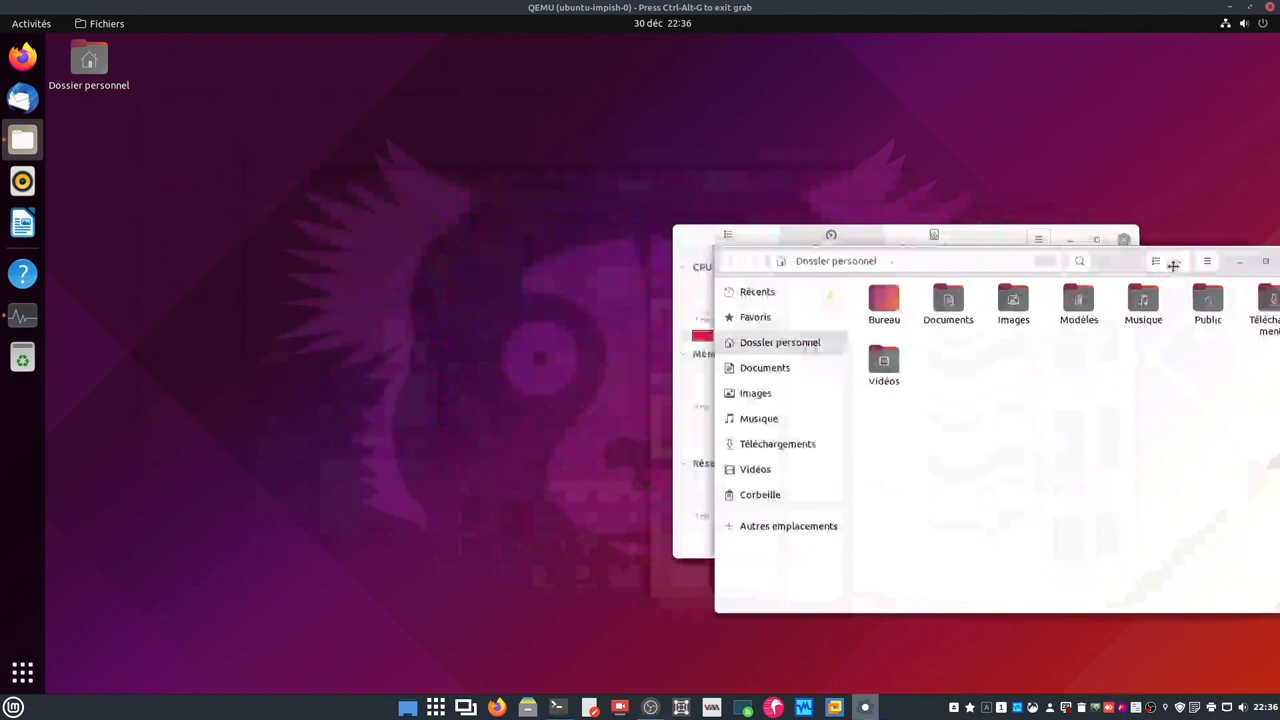 QEMU (ubuntu-impish-0) - Press Ctrl-Alt-G to exit grab
Activités
Fichiers
30 déc 22:36
Dossier personnel
CPU
Dossier personnel
Récents
Favoris
Dossier personnel
Documents
Images
Musique
Téléchargements
Vidéos
Corbeille
Autres emplacements
Bureau
Documents
Images
Modèles
Musique
Public
Vidéos
22:36